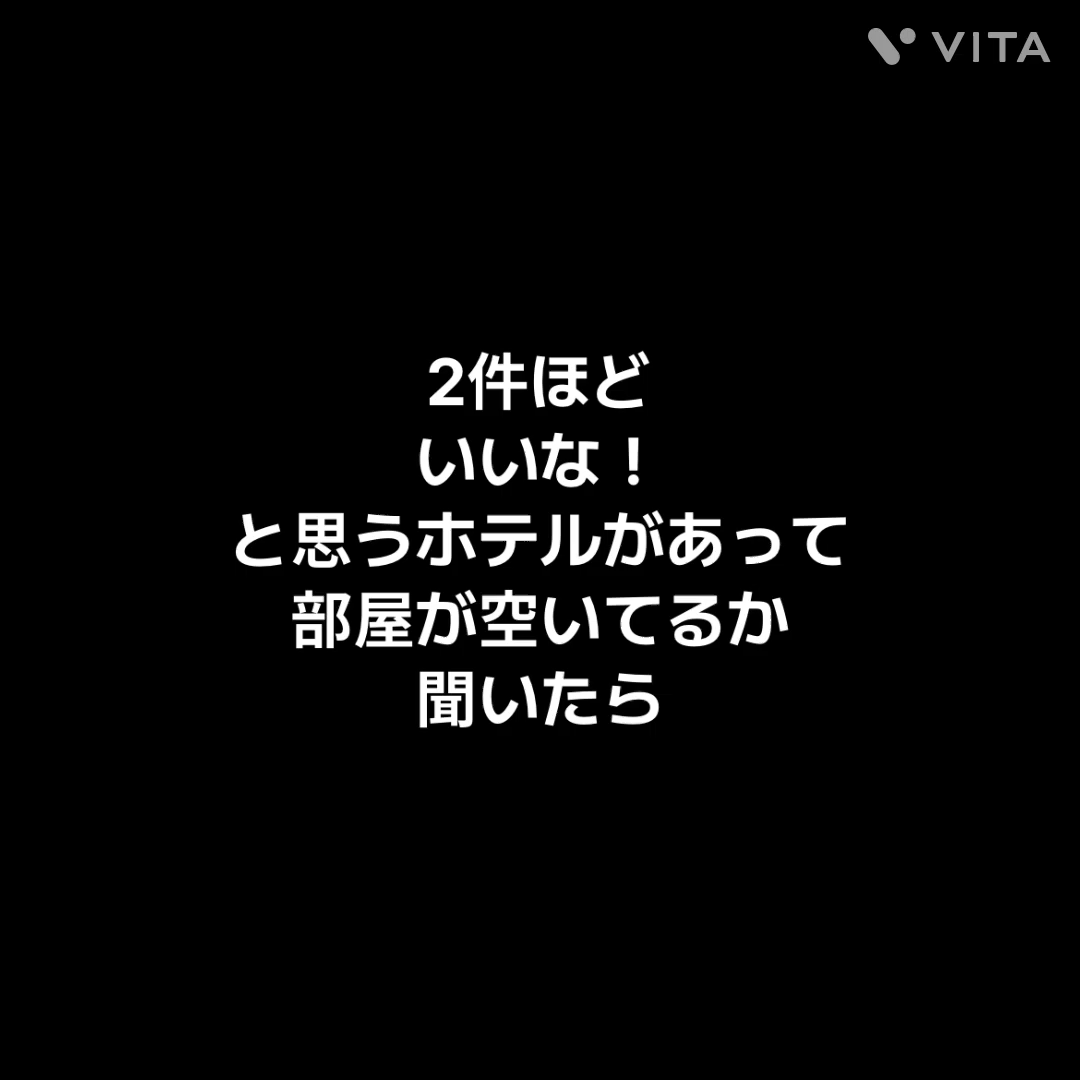 VITA
2件ほど
いいな！
と思うホテルがあって
部屋が空いてるか
聞いたら